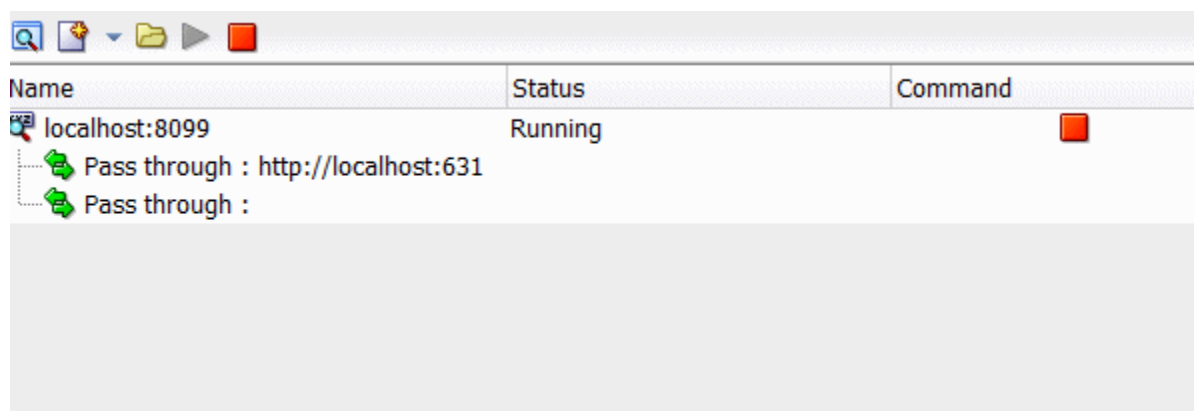 Name Status Command
localhost:8099 Running
Pass through : http://localhost:631
Pass through :